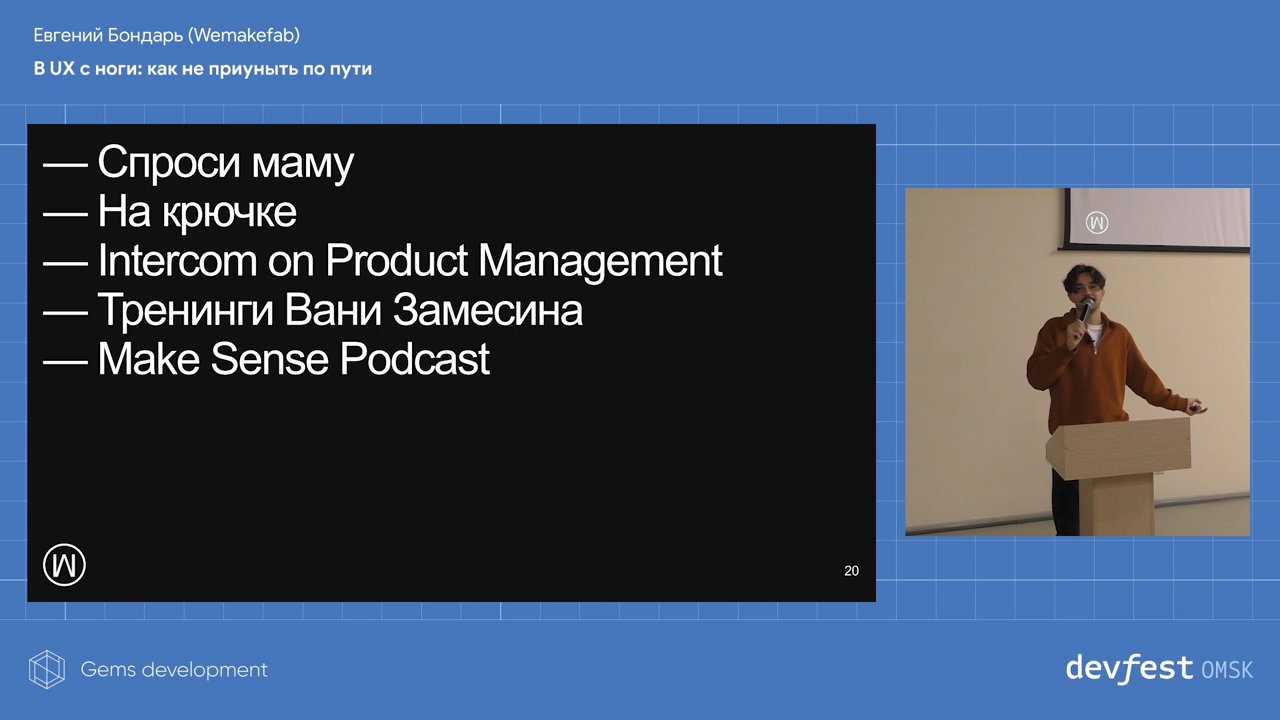 Евгений Бондарь (Wemakefab)
В UX с ноги: как не приуныть по пути
— Спроси маму
— На крючке
— Intercom on Product Management
— Тренинги Вани Замесина
— Make Sense Podcast
20
Gems development
devfest OMSK